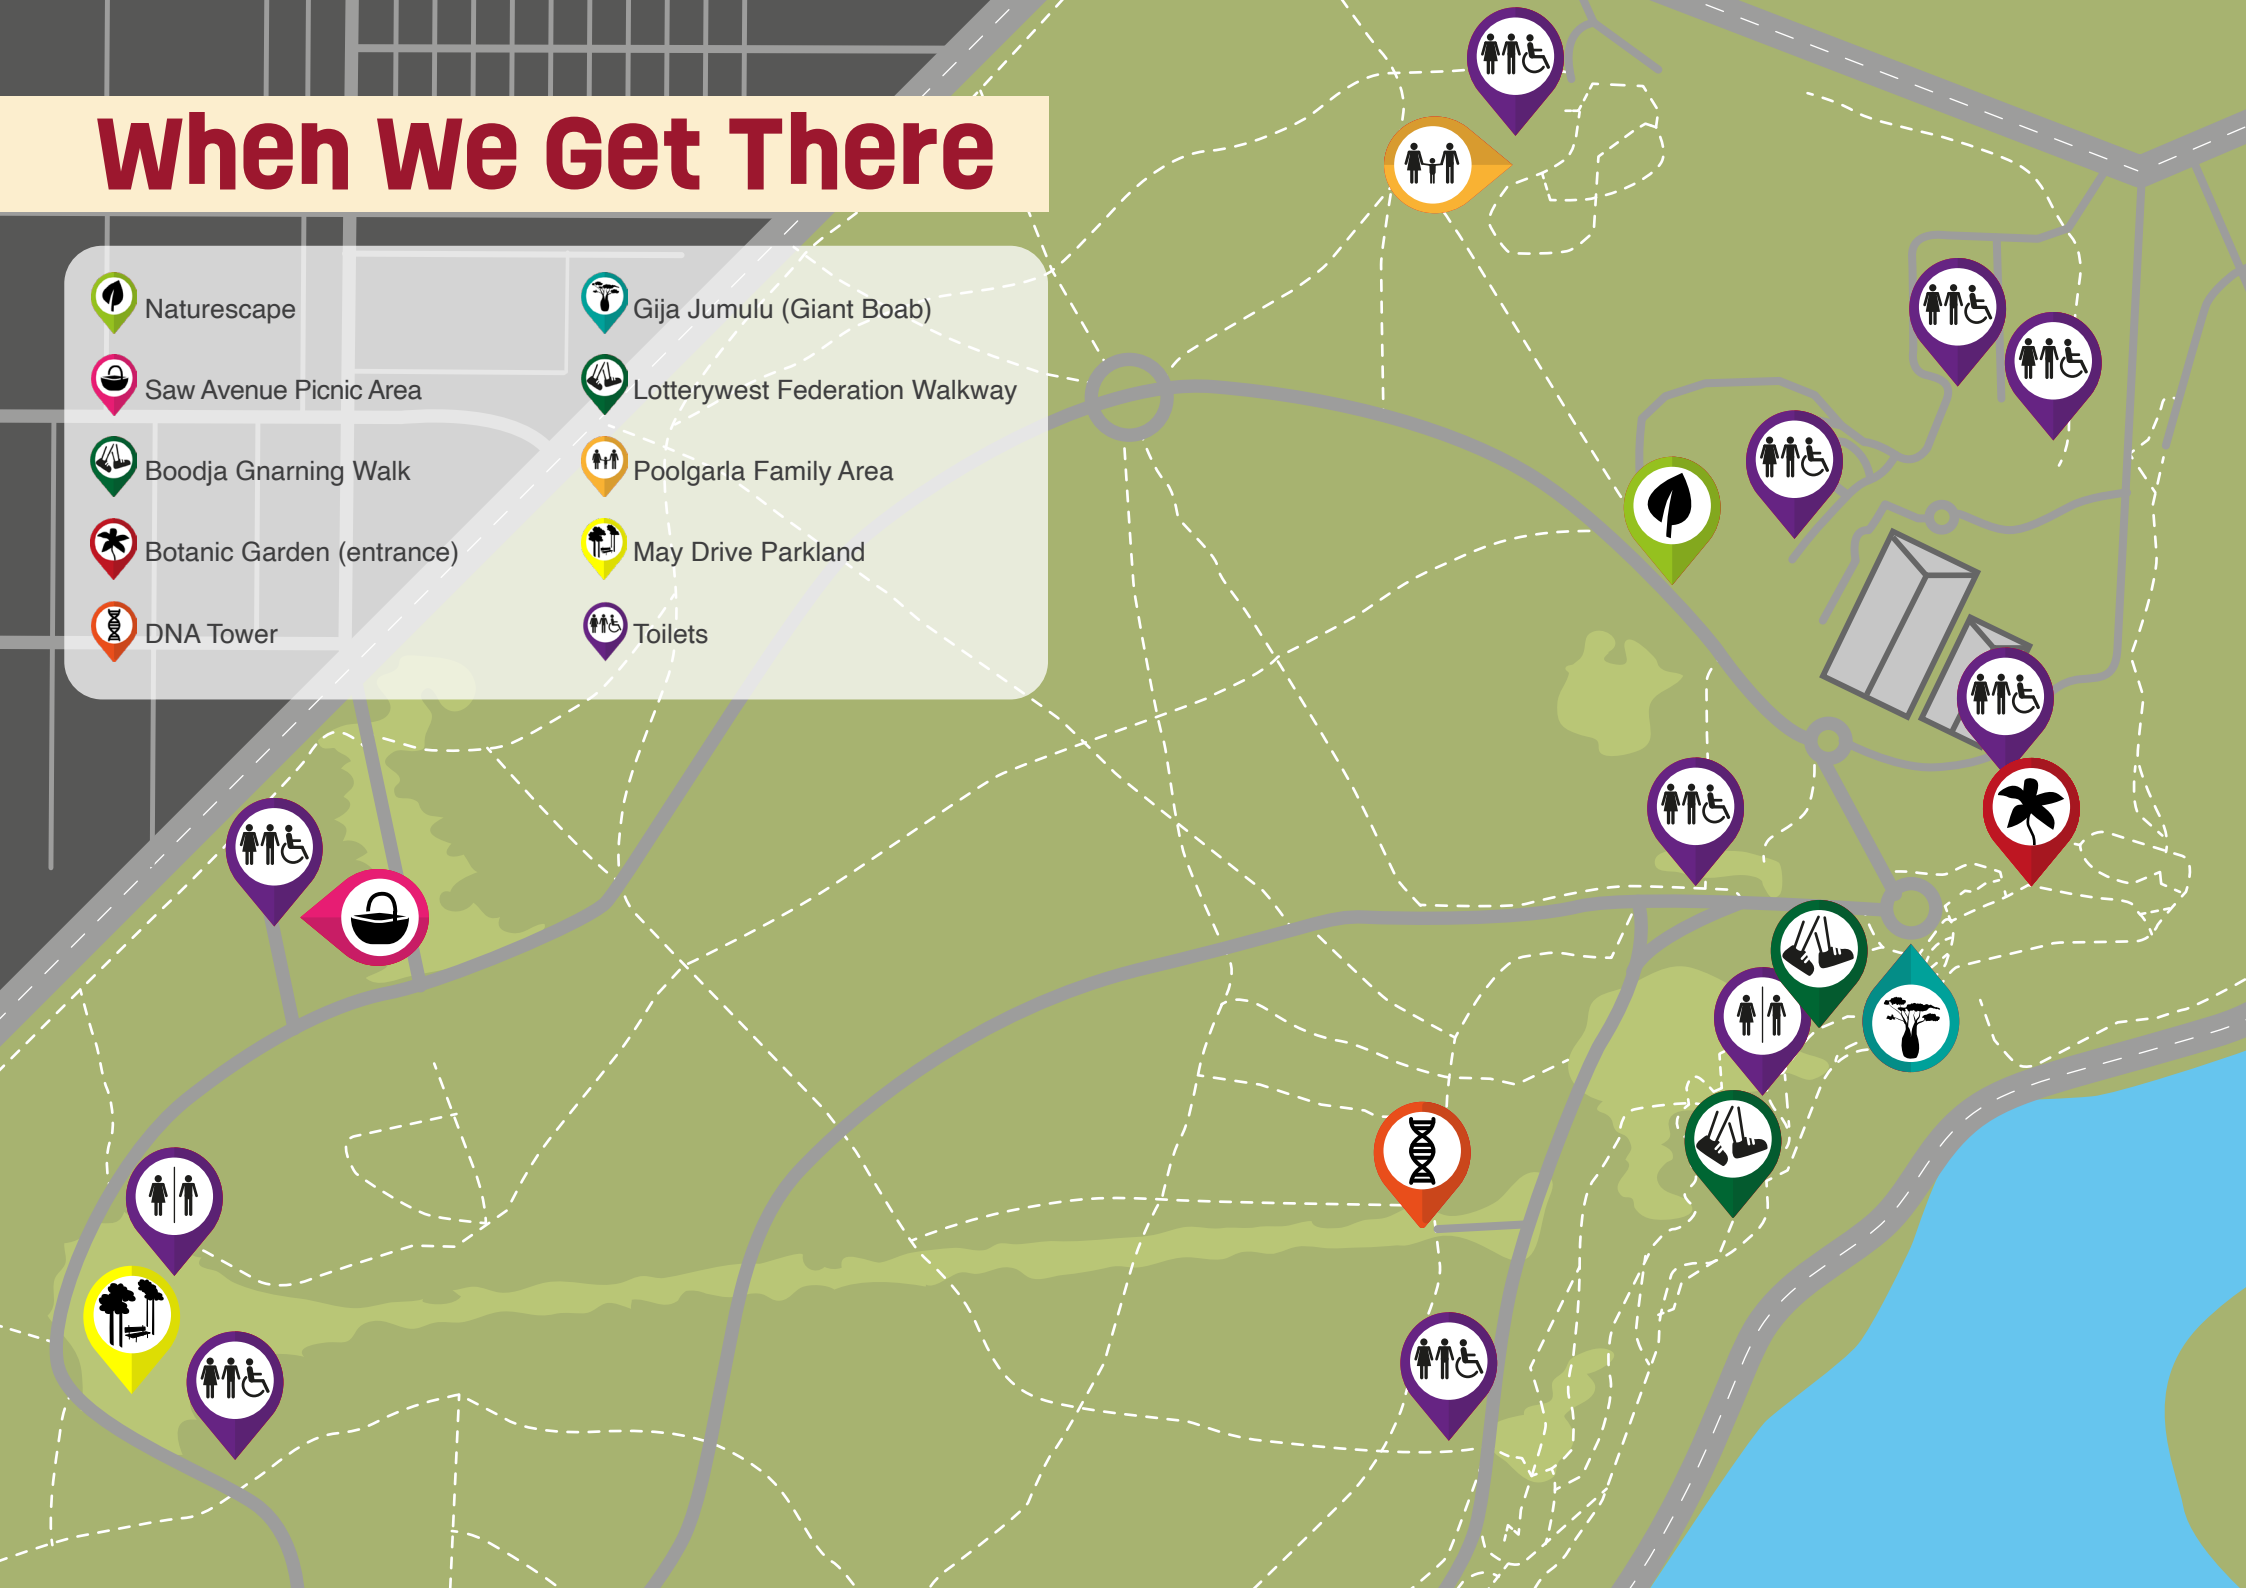 When We Get There
Naturescape
Saw Avenue Picnic Area
Boodja Gnarning Walk
Botanic Garden (entrance)
DNA Tower
Gija Jumulu (Giant Boab)
Lotterywest Federation Walkway
Poolgarla Family Area
May Drive Parkland
Toilets